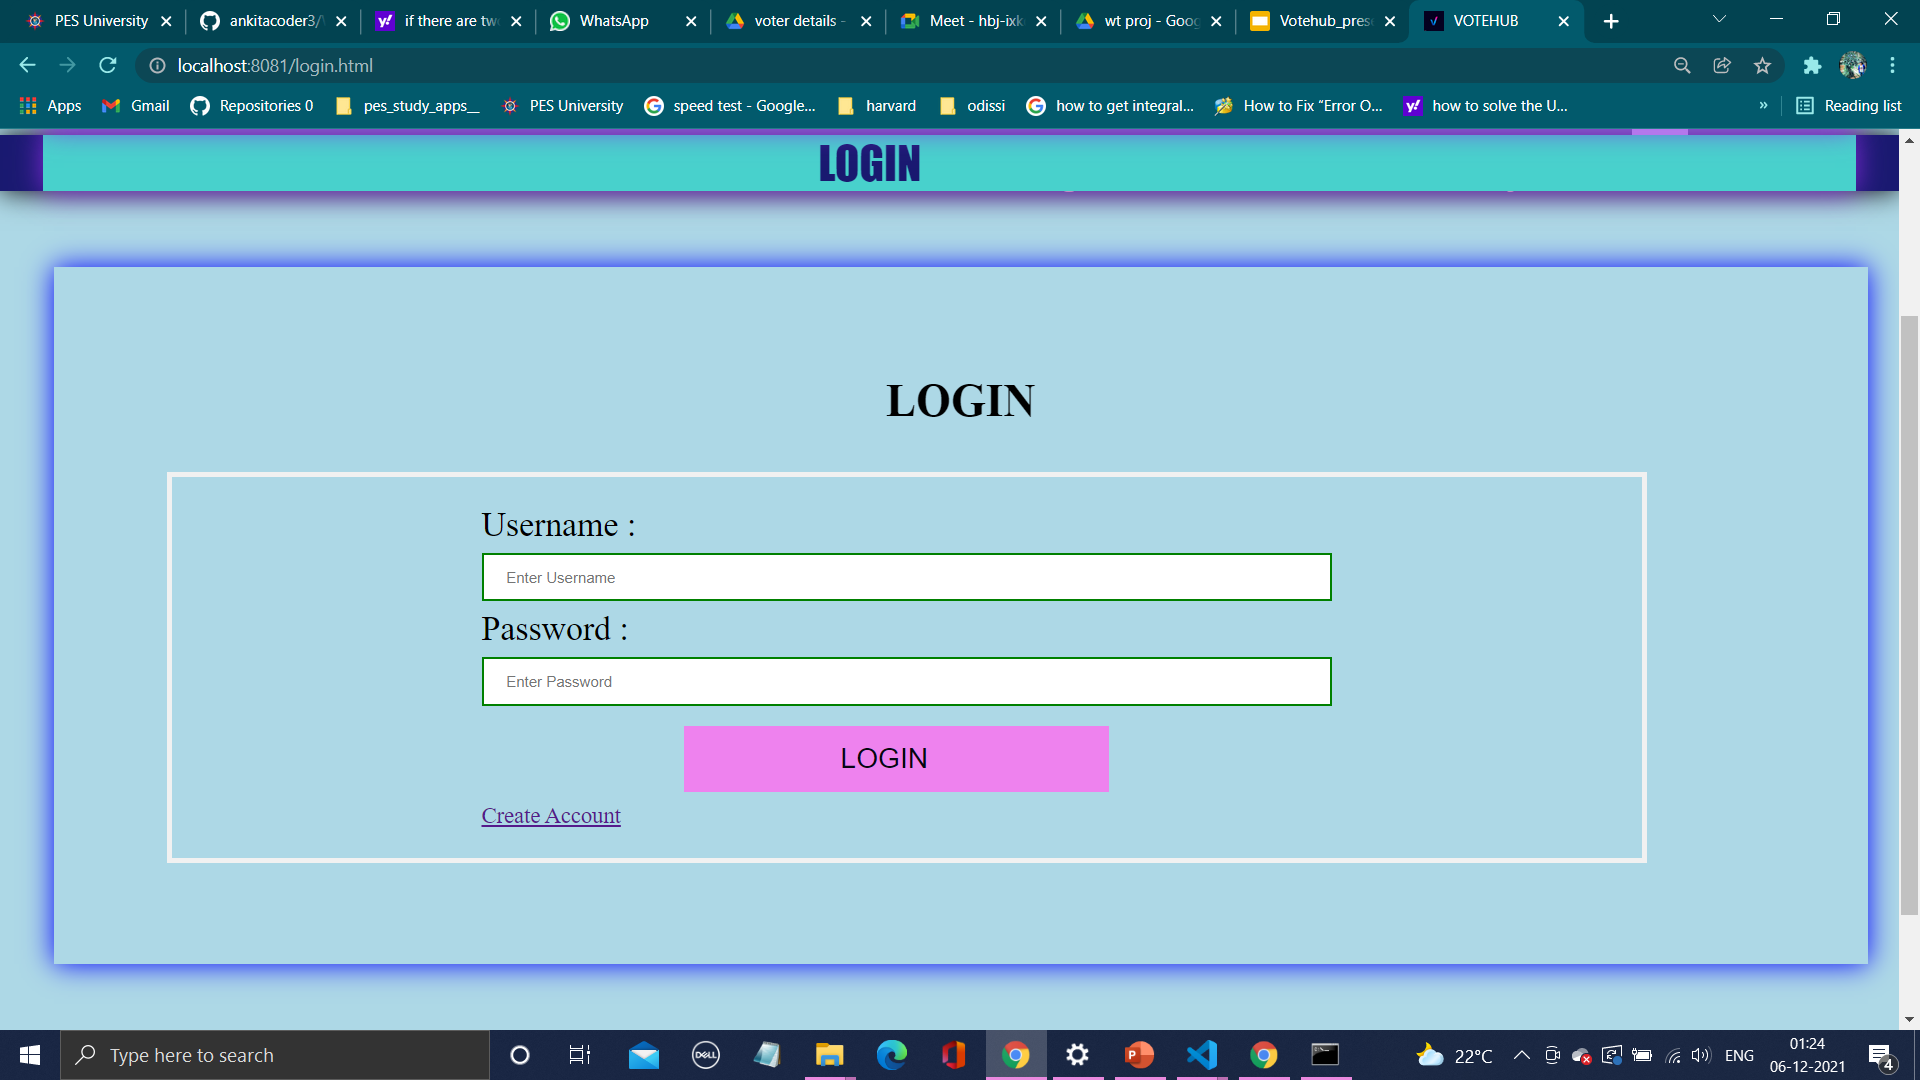 PES University
ankitacoder3/
if there are tw
WhatsApp
voter details -
Meet - hbj-ixk
wt proj - Goog
Votehub_pres
VOTEHUB
localhost:8081/login.html
Apps
Gmail
Repositories 0
pes_study_apps__
PES University
speed test - Google...
harvard
odissi
how to get integral...
How to Fix “Error O...
how to solve the U...
»
Reading list
LOGIN
LOGIN
Username :
Enter Username
Password :
Enter Password
LOGIN
Create Account
Type here to search
DELL
22°C
ENG
01:24
06-12-2021
4